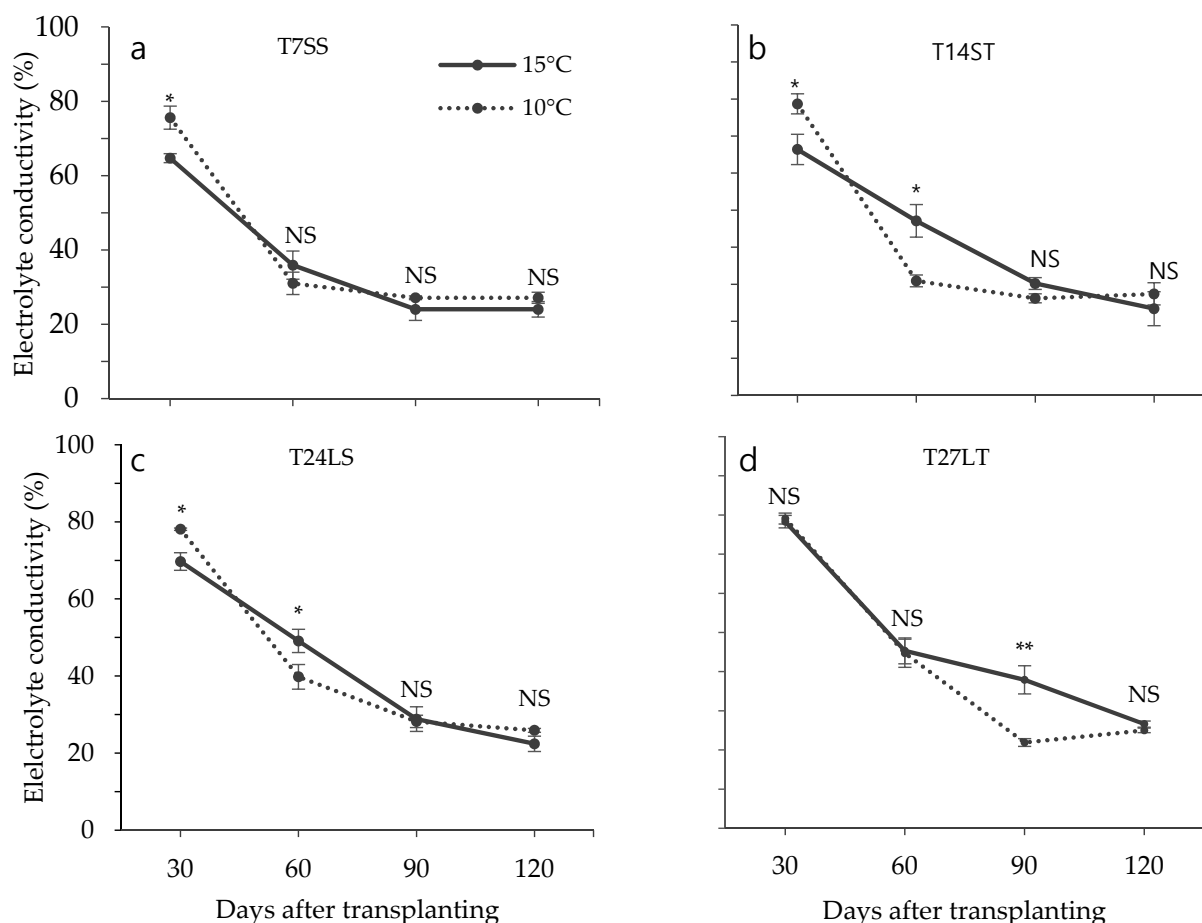 a
T7SS
15°C
10°C
Electrolyte conductivity (%)
100
80
60
40
20
0
*
NS
NS
NS
b
T14ST
*
*
NS
NS
c
T24LS
Elelctrolyte conductivity (%)
100
80
60
40
20
0
*
*
NS
NS
30
60
90
120
Days after transplanting
d
T27LT
NS
NS
**
NS
30
60
90
120
Days after transplanting